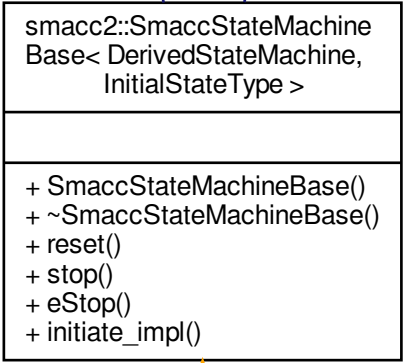 smacc2::SmaccStateMachine
Base< DerivedStateMachine,
InitialStateType >
+ SmaccStateMachineBase()
+ ~SmaccStateMachineBase()
+ reset()
+ stop()
+ eStop()
+ initiate_impl()